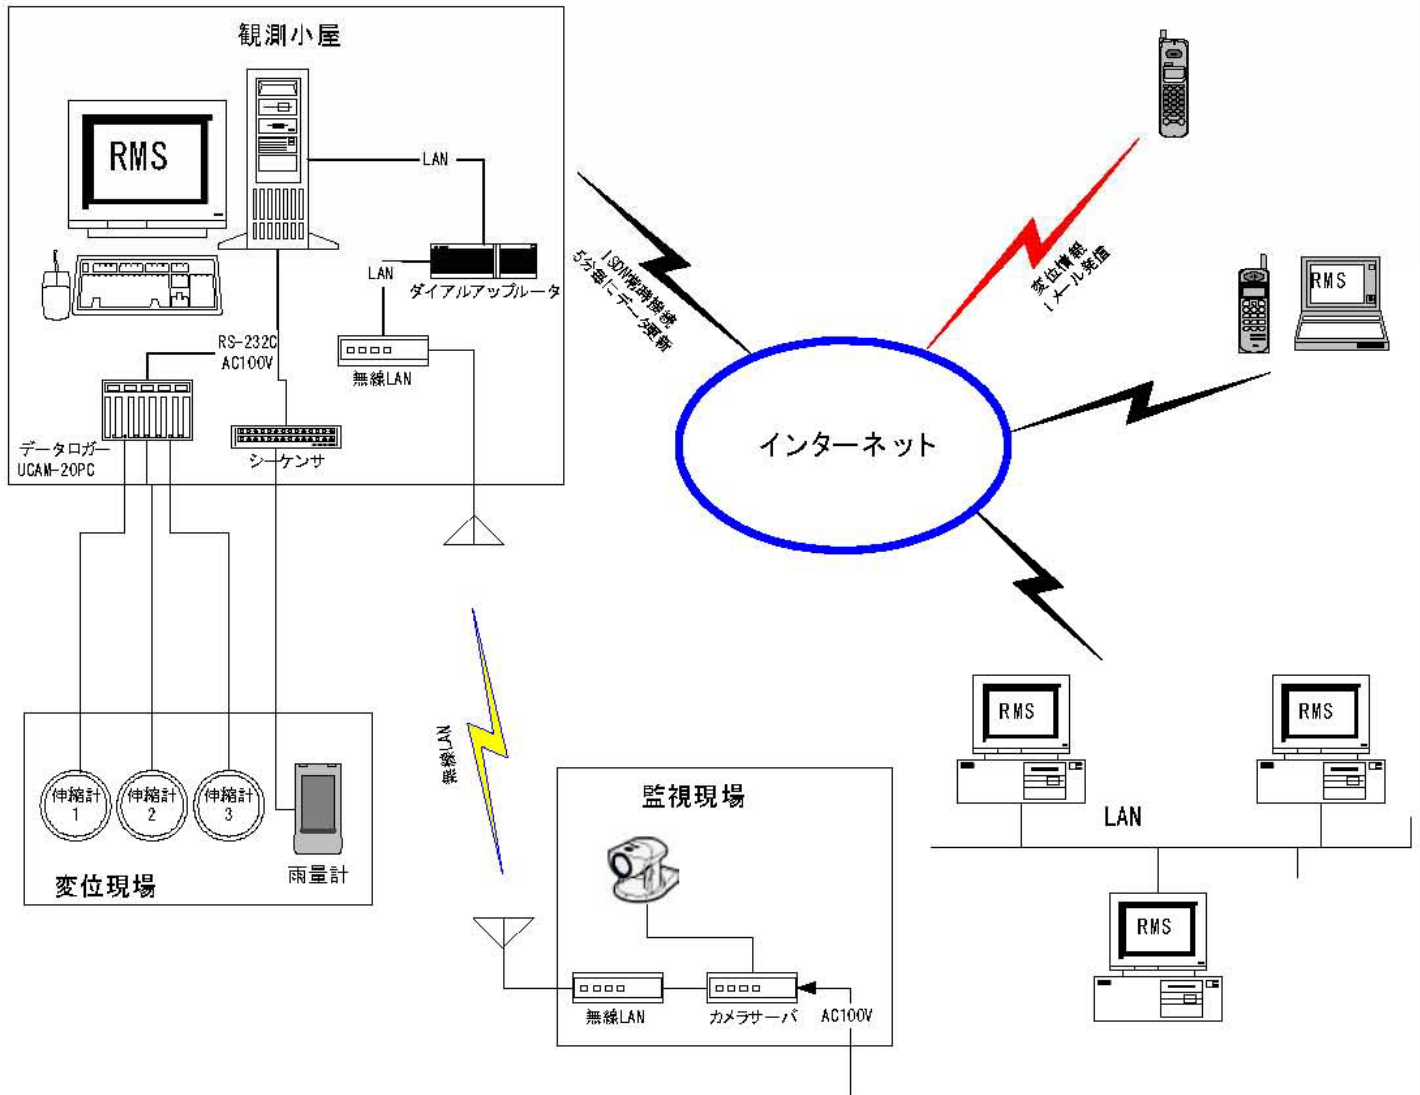 観測小屋
RMS
LAN
LAN
ダイアルアップルータ
RS-232C
AC100V
無線LAN
データロガー
UCAM-20PC
シーケンサ
ISDN常時接続
5分毎にデータ更新
変位情報
iメール発信
RMS
インターネット
無線LAN
伸縮計
1
伸縮計
2
伸縮計
3
雨量計
変位現場
監視現場
無線LAN
カメラサーバ
AC100V
RMS
RMS
LAN
RMS